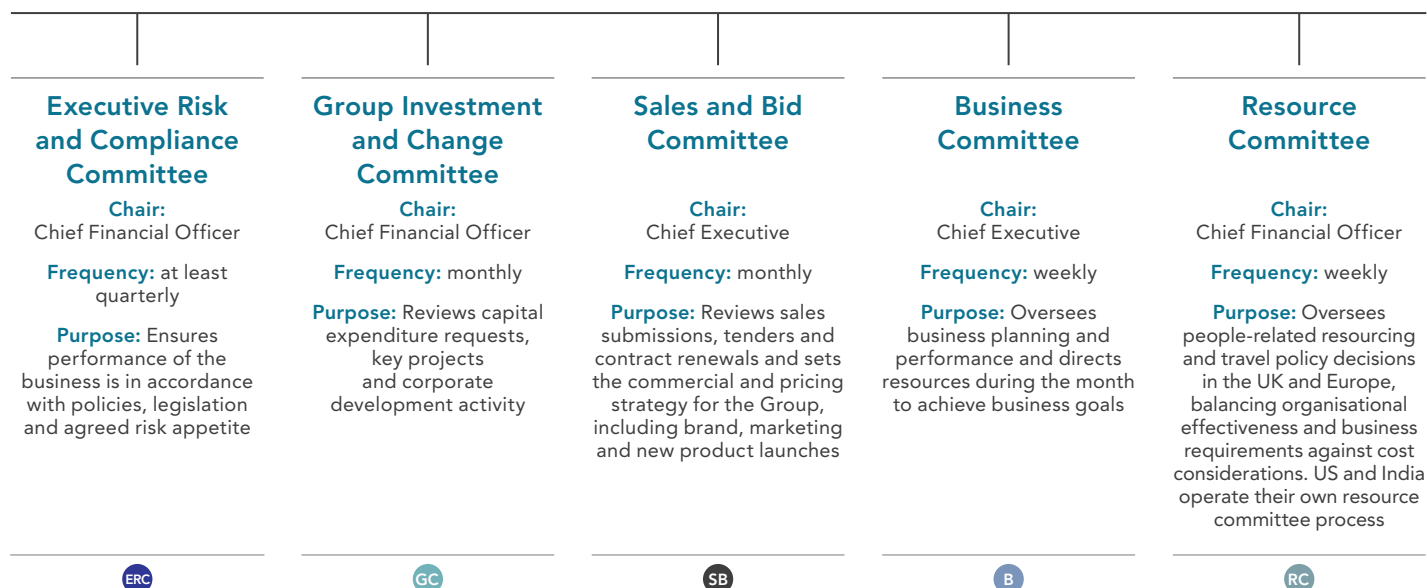 Executive Risk
and Compliance
Committee
Chair:
Chief Financial Officer
Frequency: at least
quarterly
Purpose: Ensures
performance of the
business is in accordance
with policies, legislation
and agreed risk appetite
ERC
Group Investment
and Change
Committee
Chair:
Chief Financial Officer
Frequency: monthly
Purpose: Reviews capital
expenditure requests,
key projects
and corporate
development activity
GC
Sales and Bid
Committee
Chair:
Chief Executive
Frequency: monthly
Purpose: Reviews sales
submissions, tenders and
contract renewals and sets
the commercial and pricing
strategy for the Group,
including brand, marketing
and new product launches
SB
Business
Committee
Chair:
Chief Executive
Frequency: weekly
Purpose: Oversees
business planning and
performance and directs
resources during the month
to achieve business goals
B
Resource
Committee
Chair:
Chief Financial Officer
Frequency: weekly
Purpose: Oversees
people-related resourcing
and travel policy decisions
in the UK and Europe,
balancing organisational
effectiveness and business
requirements against cost
considerations. US and India
operate their own resource
committee process
RC